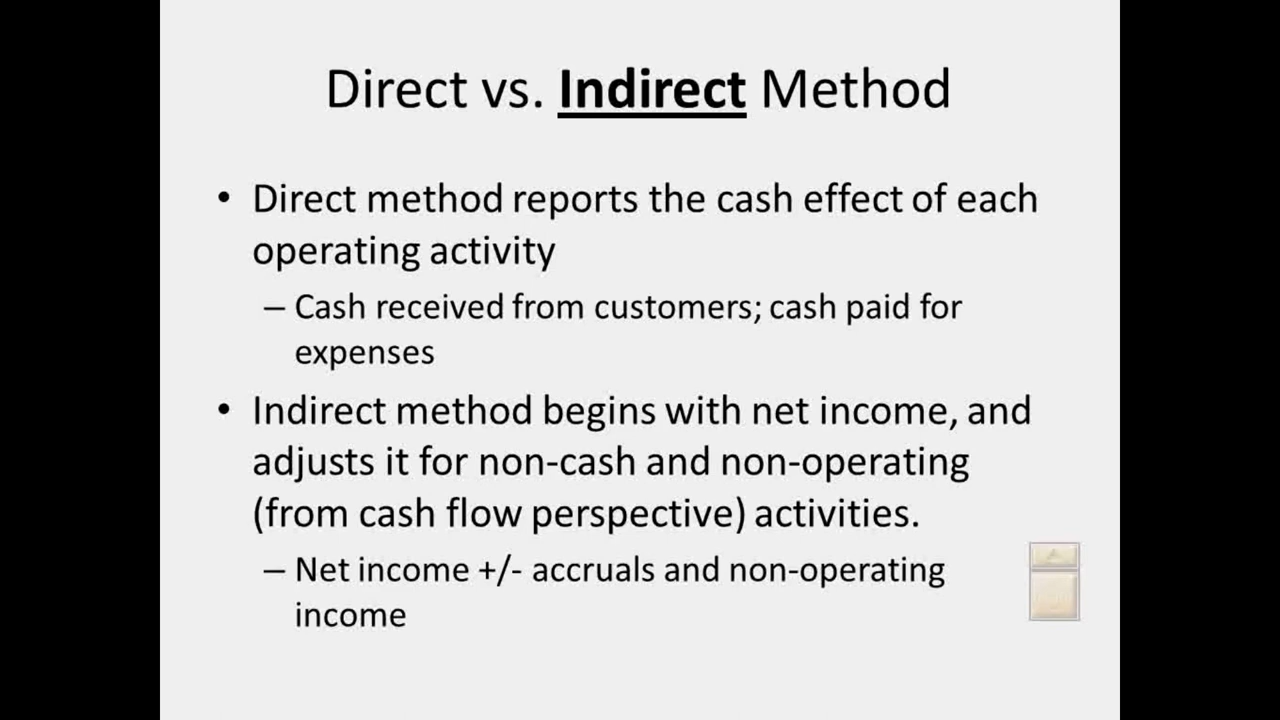 Direct vs. Indirect Method
• Direct method reports the cash effect of each
operating activity
– Cash received from customers; cash paid for
expenses
• Indirect method begins with net income, and
adjusts it for non-cash and non-operating
(from cash flow perspective) activities.
– Net income +/- accruals and non-operating
income